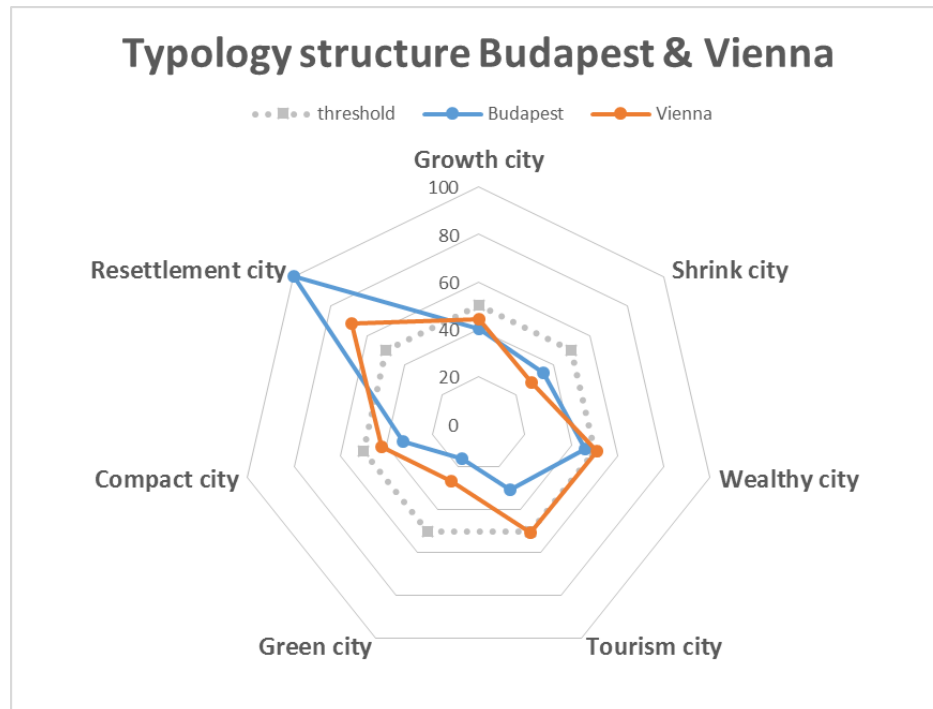 Typology structure Budapest & Vienna
threshold Budapest Vienna
Growth city
100
80
60
40
20
0
Shrink city
Wealthy city
Tourism city
Green city
Compact city
Resettlement city